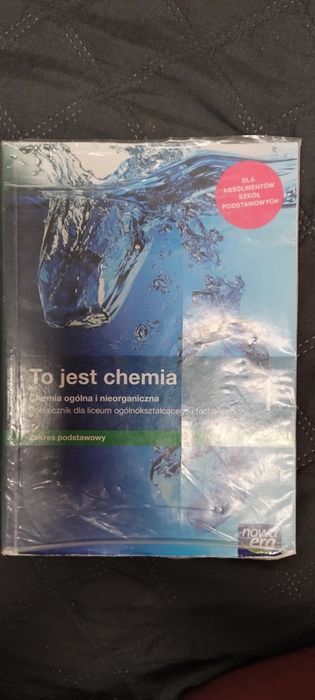 DLA
ABSOLWENTÓW
SZKÓŁ
PODSTAWOWYCH
To jest chemia
1
Chemia ogólna i nieorganiczna
Podręcznik dla liceum ogólnokształcącego i technikum
Zakres podstawowy
nowa
era